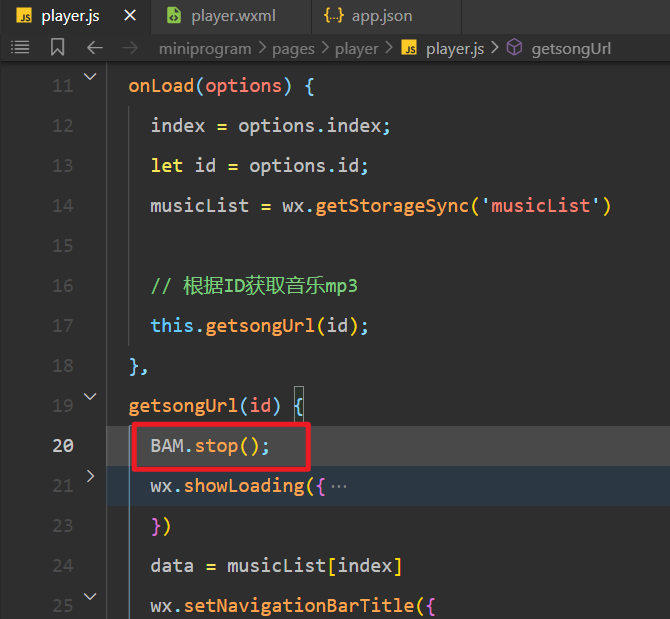 JS player.js × player.wxml {..} app.json
miniprogram > pages > player > JS player.js > getsongUrl
11 onLoad(options) {
12 index = options.index;
13 let id = options.id;
14 musicList = wx.getStorageSync('musicList')
15
16 // 根据ID获取音乐mp3
17 this.getsongUrl(id);
18 },
19 getsongUrl(id) {
20 BAM.stop();
21 wx.showLoading({ ···
23 })
24 data = musicList[index]
25 wx.setNavigationBarTitle({